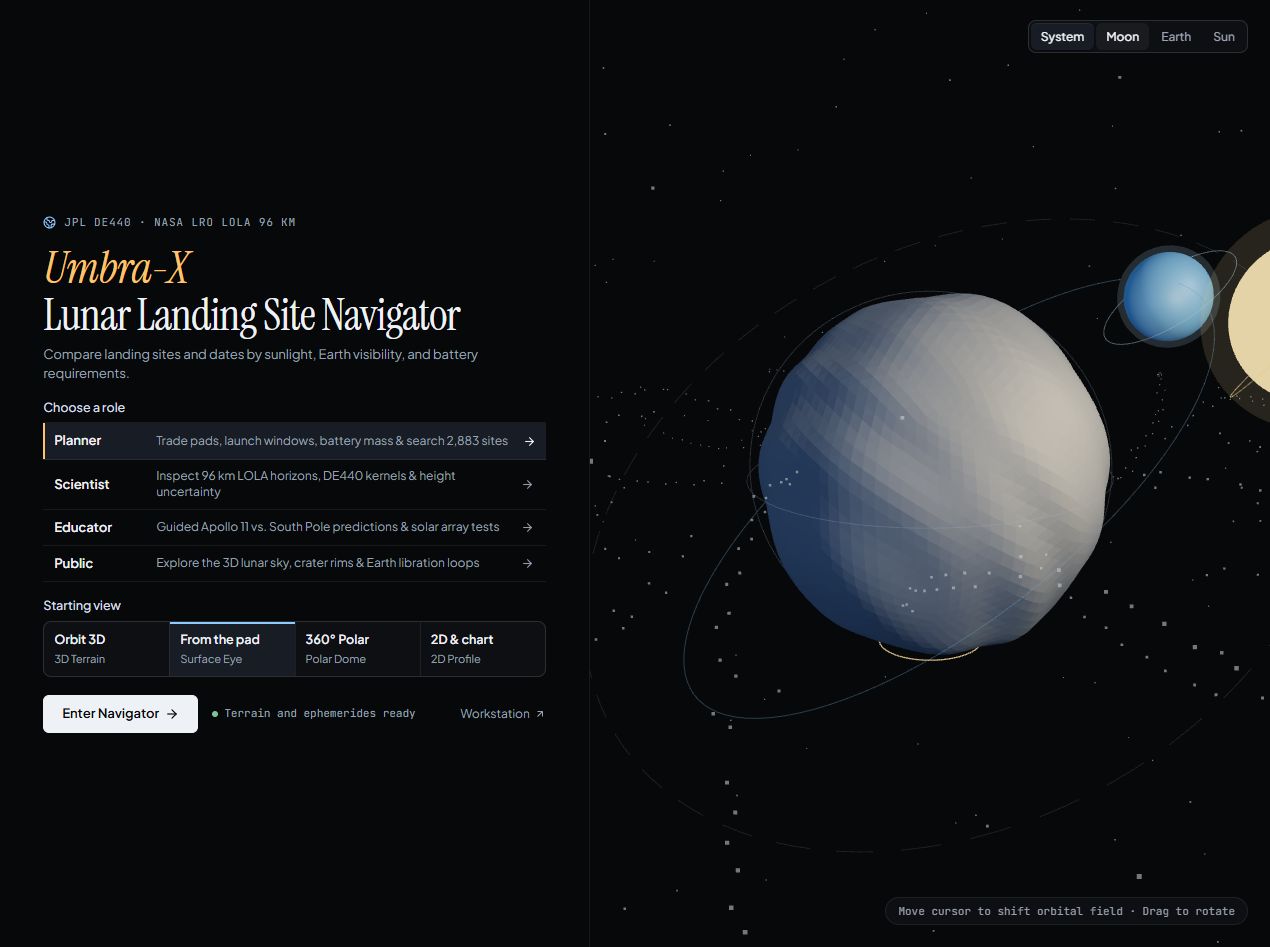 System Moon Earth Sun
JPL DE440 · NASA LRO LOLA 96 KM
Umbra-X
Lunar Landing Site Navigator
Compare landing sites and dates by sunlight, Earth visibility, and battery
requirements.
Choose a role
Planner Trade pads, launch windows, battery mass & search 2,883 sites →
Scientist Inspect 96 km LOLA horizons, DE440 kernels & height
uncertainty →
Educator Guided Apollo 11 vs. South Pole predictions & solar array tests →
Public Explore the 3D lunar sky, crater rims & Earth libration loops →
Starting view
Orbit 3D From the pad 360° Polar 2D & chart
3D Terrain Surface Eye Polar Dome 2D Profile
Enter Navigator → Terrain and ephemerides ready Workstation ↗
Move cursor to shift orbital field · Drag to rotate